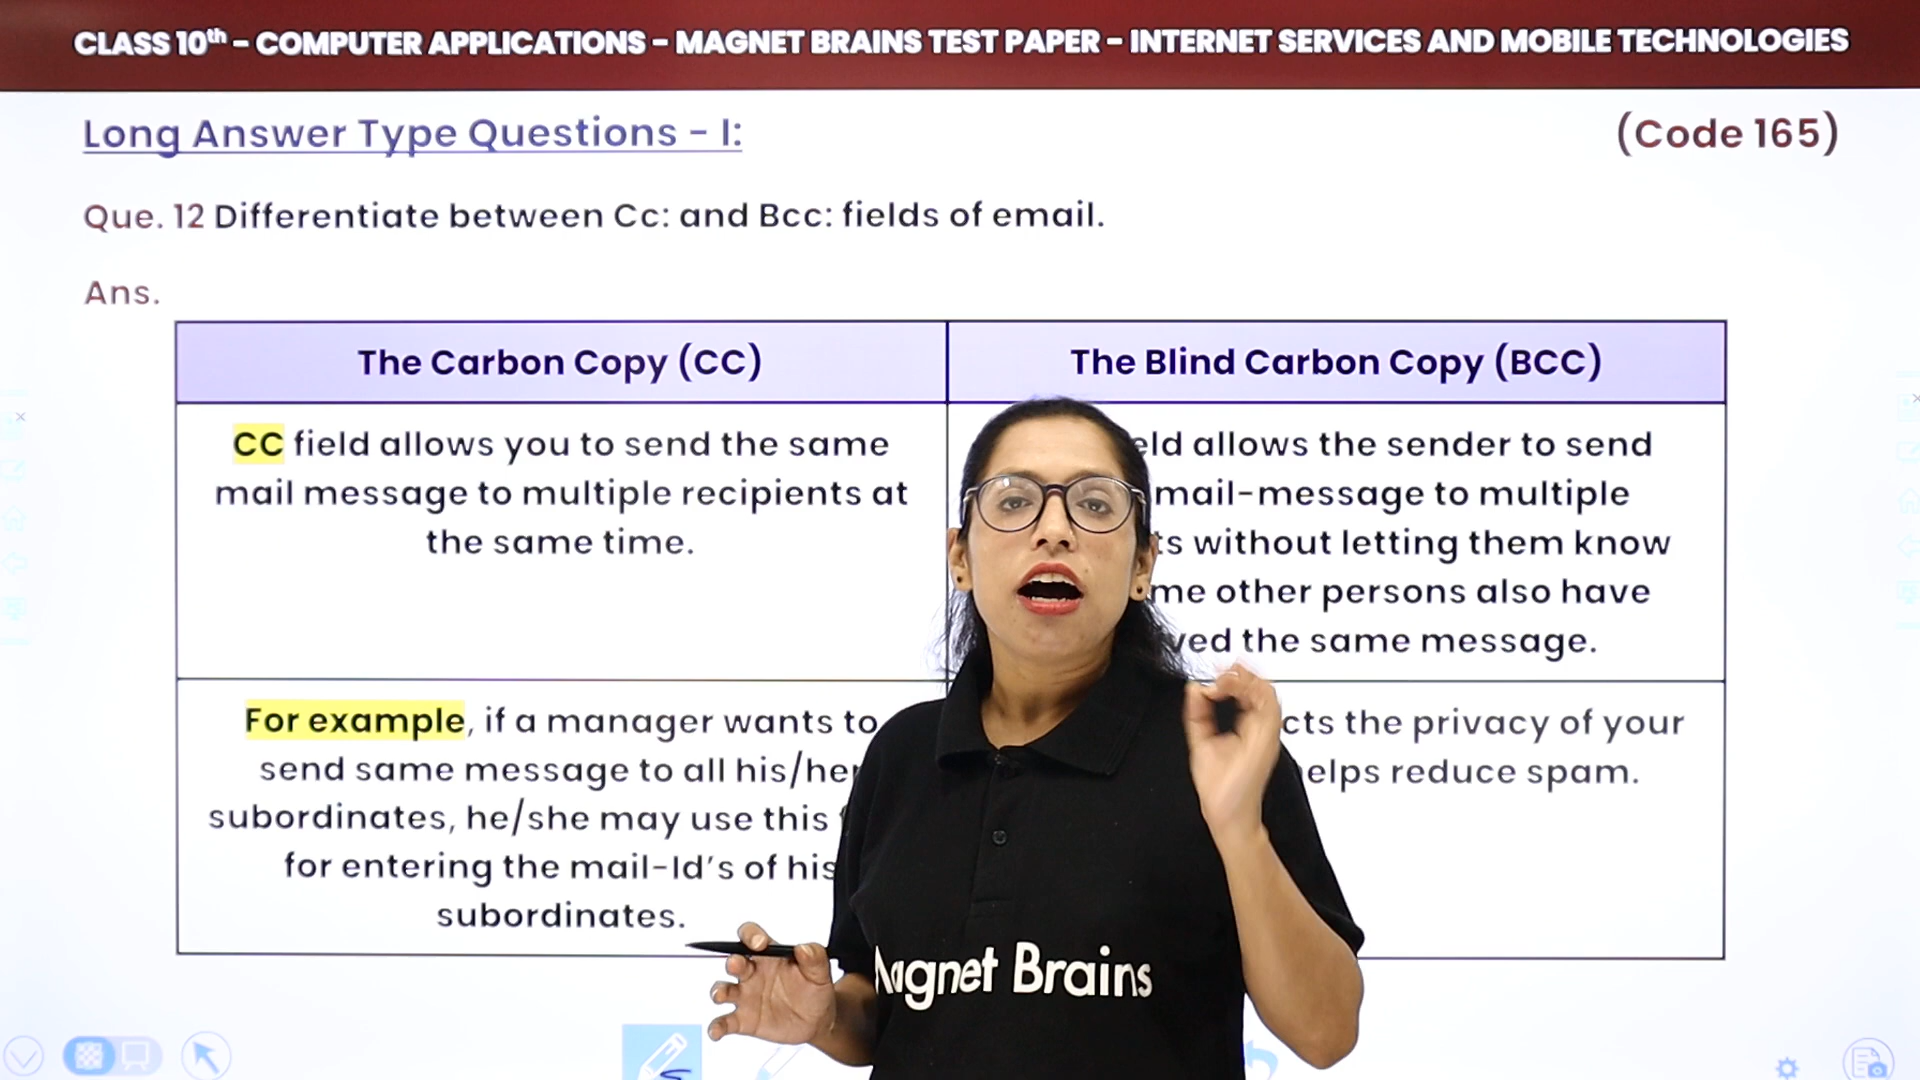 CLASS 10th - COMPUTER APPLICATIONS - MAGNET BRAINS TEST PAPER - INTERNET SERVICES AND MOBILE TECHNOLOGIES
Long Answer Type Questions - I:
(Code 165)
Que. 12 Differentiate between Cc: and Bcc: fields of email.
Ans.
The Carbon Copy (CC)
CC field allows you to send the same
mail message to multiple recipients at
the same time.
For example, if a manager wants to
send same message to all his/her
subordinates, he/she may use this
for entering the mail-Id's of his
subordinates.
The Blind Carbon Copy (BCC)
allows the sender to send
mail-message to multiple
without letting them know
other persons also have
the same message.
the privacy of your
helps reduce spam.
Magnet Brains